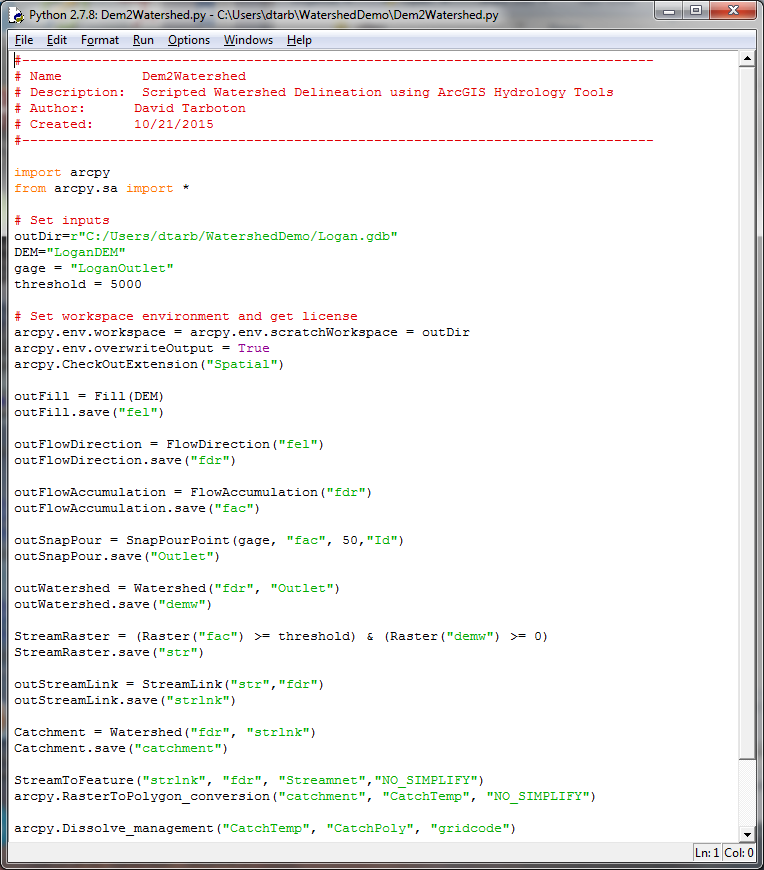 Python 2.7.8: Dem2Watershed.py - C:\Users\dtarb\WatershedDemo\Dem2Watershed.py
File Edit Format Run Options Windows Help
#-------------------------------------------------------------------------------
# Name          Dem2Watershed
# Description:  Scripted Watershed Delineation using ArcGIS Hydrology Tools
# Author:      David Tarboton
# Created:     10/21/2015
#-------------------------------------------------------------------------------
import arcpy
from arcpy.sa import *
# Set inputs
outDir=r"C:/Users/dtarb/WatershedDemo/Logan.gdb"
DEM="LoganDEM"
gage = "LoganOutlet"
threshold = 5000
# Set workspace environment and get license
arcpy.env.workspace = arcpy.env.scratchWorkspace = outDir
arcpy.env.overwriteOutput = True
arcpy.CheckOutExtension("Spatial")
outFill = Fill(DEM)
outFill.save("fel")
outFlowDirection = FlowDirection("fel")
outFlowDirection.save("fdr")
outFlowAccumulation = FlowAccumulation("fdr")
outFlowAccumulation.save("fac")
outSnapPour = SnapPourPoint(gage, "fac", 50,"Id")
outSnapPour.save("Outlet")
outWatershed = Watershed("fdr", "Outlet")
outWatershed.save("demw")
StreamRaster = (Raster("fac") >= threshold) & (Raster("demw") >= 0)
StreamRaster.save("str")
outStreamLink = StreamLink("str","fdr")
outStreamLink.save("strlnk")
Catchment = Watershed("fdr", "strlnk")
Catchment.save("catchment")
StreamToFeature("strlnk", "fdr", "Streamnet","NO_SIMPLIFY")
arcpy.RasterToPolygon_conversion("catchment", "CatchTemp", "NO_SIMPLIFY")
arcpy.Dissolve_management("CatchTemp", "CatchPoly", "gridcode")
Ln: 1 Col: 0